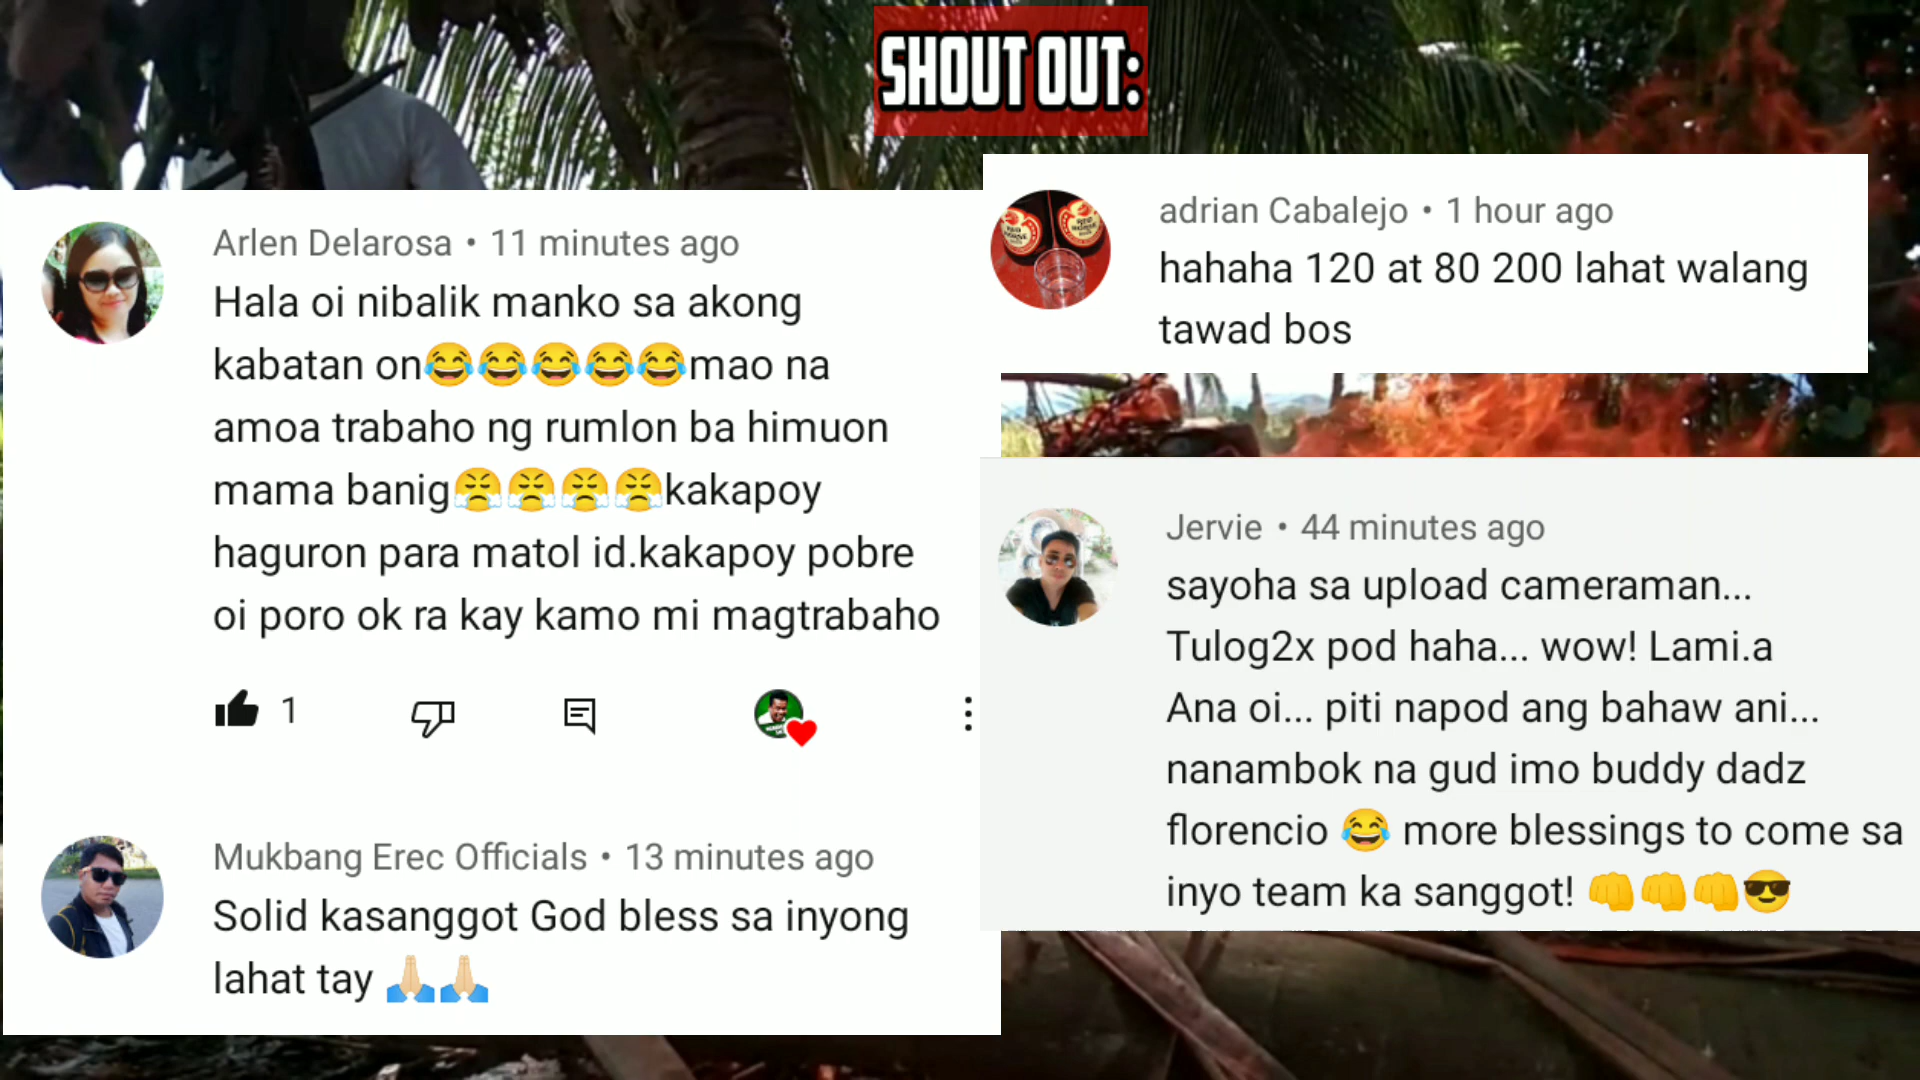 SHOUT OUT:
Arlen Delarosa • 11 minutes ago
Hala oi nibalik manko sa akong
kabatan on😂😂😂😂😂mao na
amoa trabaho ng rumlon ba himuon
mama banig😤😤😤😤kakapoy
haguron para matol id.kakapoy pobre
oi poro ok ra kay kamo mi magtrabaho
1
Mukbang Erec Officials • 13 minutes ago
Solid kasanggot God bless sa inyong
lahat tay 🙏🏻🙏🏻
adrian Cabalejo • 1 hour ago
hahaha 120 at 80 200 lahat walang
tawad bos
Jervie • 44 minutes ago
sayoha sa upload cameraman...
Tulog2x pod haha... wow! Lami.a
Ana oi... piti napod ang bahaw ani...
nanambok na gud imo buddy dadz
florencio 😂 more blessings to come sa
inyo team ka sanggot! 👊👊👊😎